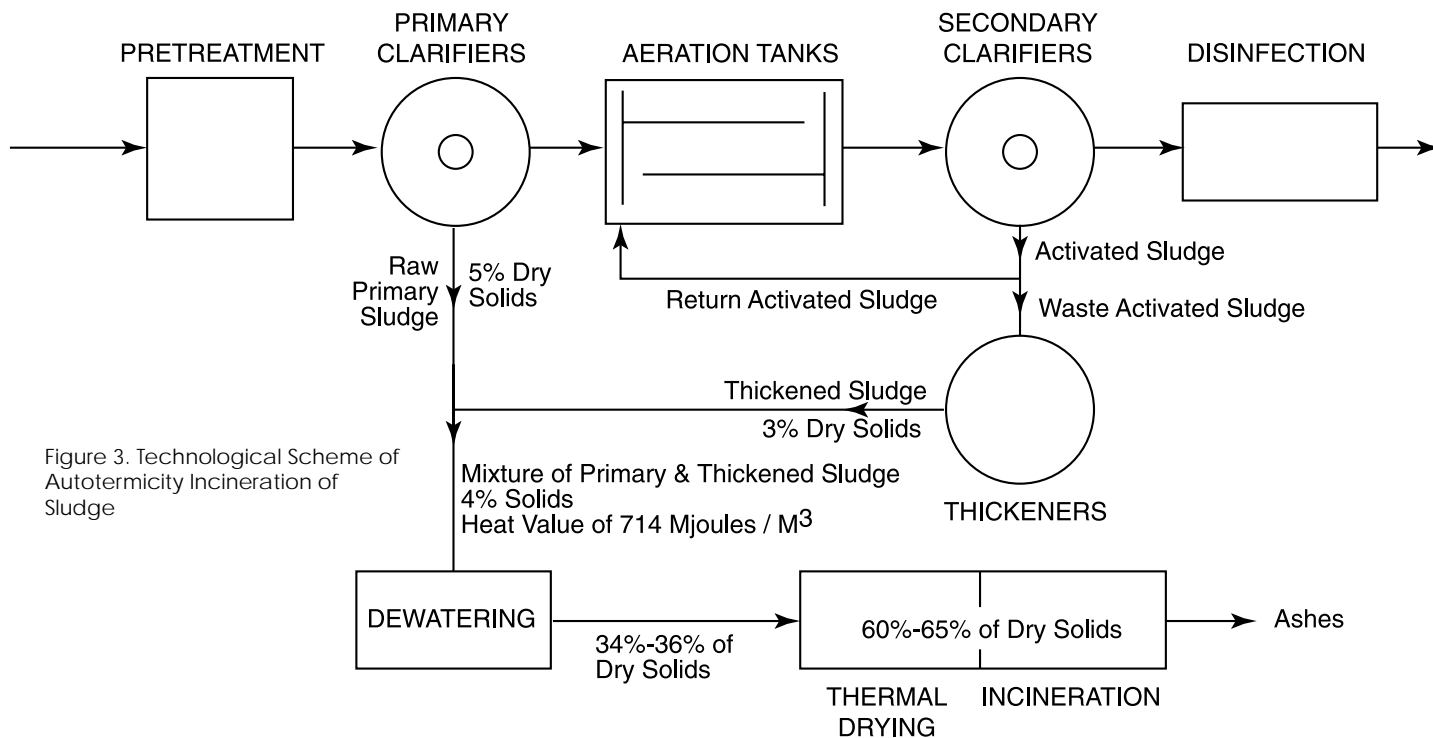 PRIMARY
CLARIFIERS
SECONDARY
CLARIFIERS
PRETREATMENT
AERATION TANKS
DISINFECTION
Raw
Primary
Sludge
5% Dry
Solids
Return Activated Sludge
Activated Sludge
Waste Activated Sludge
Thickened Sludge
3% Dry Solids
THICKENERS
Figure 3. Technological Scheme of
Autotermicity Incineration of
Sludge
Mixture of Primary & Thickened Sludge
4% Solids
Heat Value of 714 Mjoules / M³
DEWATERING
34%-36% of
Dry Solids
60%-65% of Dry Solids
Ashes
THERMAL
DRYING
INCINERATION